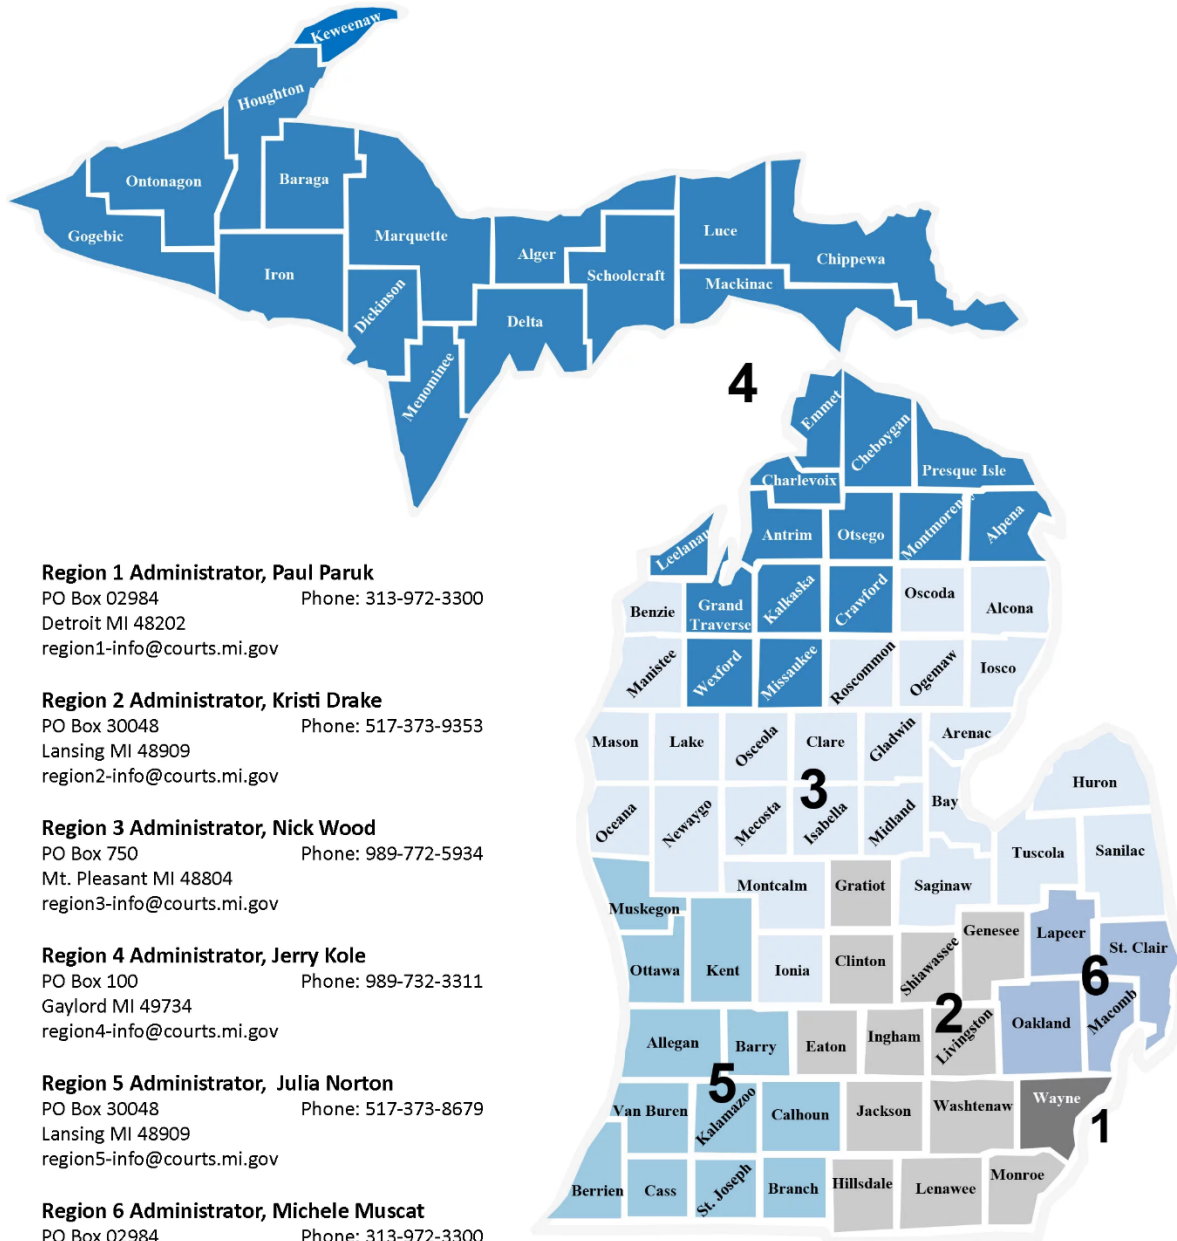 Keweenaw
Houghton
Ontonagon
Baraga
Gogebic
Marquette
Luce
Alger
Chippewa
Iron
Schoolcraft
Mackinac
Dickinson
Delta
Menominee
4
Emmet
Cheboygan
Presque Isle
Charlevoix
Antrim
Otsego
Montmorency
Alpena
Leelanau
Benzie
Grand
Traverse
Kalkaska
Crawford
Oscoda
Alcona
Manistee
Wexford
Missaukee
Roscommon
Ogemaw
Iosco
Mason
Lake
Osceola
Clare
Gladwin
Arenac
3
Huron
Oceana
Newaygo
Mecosta
Isabella
Midland
Bay
Tuscola
Sanilac
Montcalm
Gratiot
Saginaw
Muskegon
Genesee
Lapeer
St. Clair
Ottawa
Kent
Ionia
Clinton
Shiawassee
6
2
Livingston
Oakland
Macomb
Allegan
Barry
Eaton
Ingham
5
Van Buren
Kalamazoo
Calhoun
Jackson
Washtenaw
Wayne
1
Berrien
Cass
St. Joseph
Branch
Hillsdale
Lenawee
Monroe
Region 1 Administrator, Paul Paruk
PO Box 02984 Phone: 313-972-3300
Detroit MI 48202
region1-info@courts.mi.gov
Region 2 Administrator, Kristi Drake
PO Box 30048 Phone: 517-373-9353
Lansing MI 48909
region2-info@courts.mi.gov
Region 3 Administrator, Nick Wood
PO Box 750 Phone: 989-772-5934
Mt. Pleasant MI 48804
region3-info@courts.mi.gov
Region 4 Administrator, Jerry Kole
PO Box 100 Phone: 989-732-3311
Gaylord MI 49734
region4-info@courts.mi.gov
Region 5 Administrator, Julia Norton
PO Box 30048 Phone: 517-373-8679
Lansing MI 48909
region5-info@courts.mi.gov
Region 6 Administrator, Michele Muscat
PO Box 02984 Phone: 313-972-3300